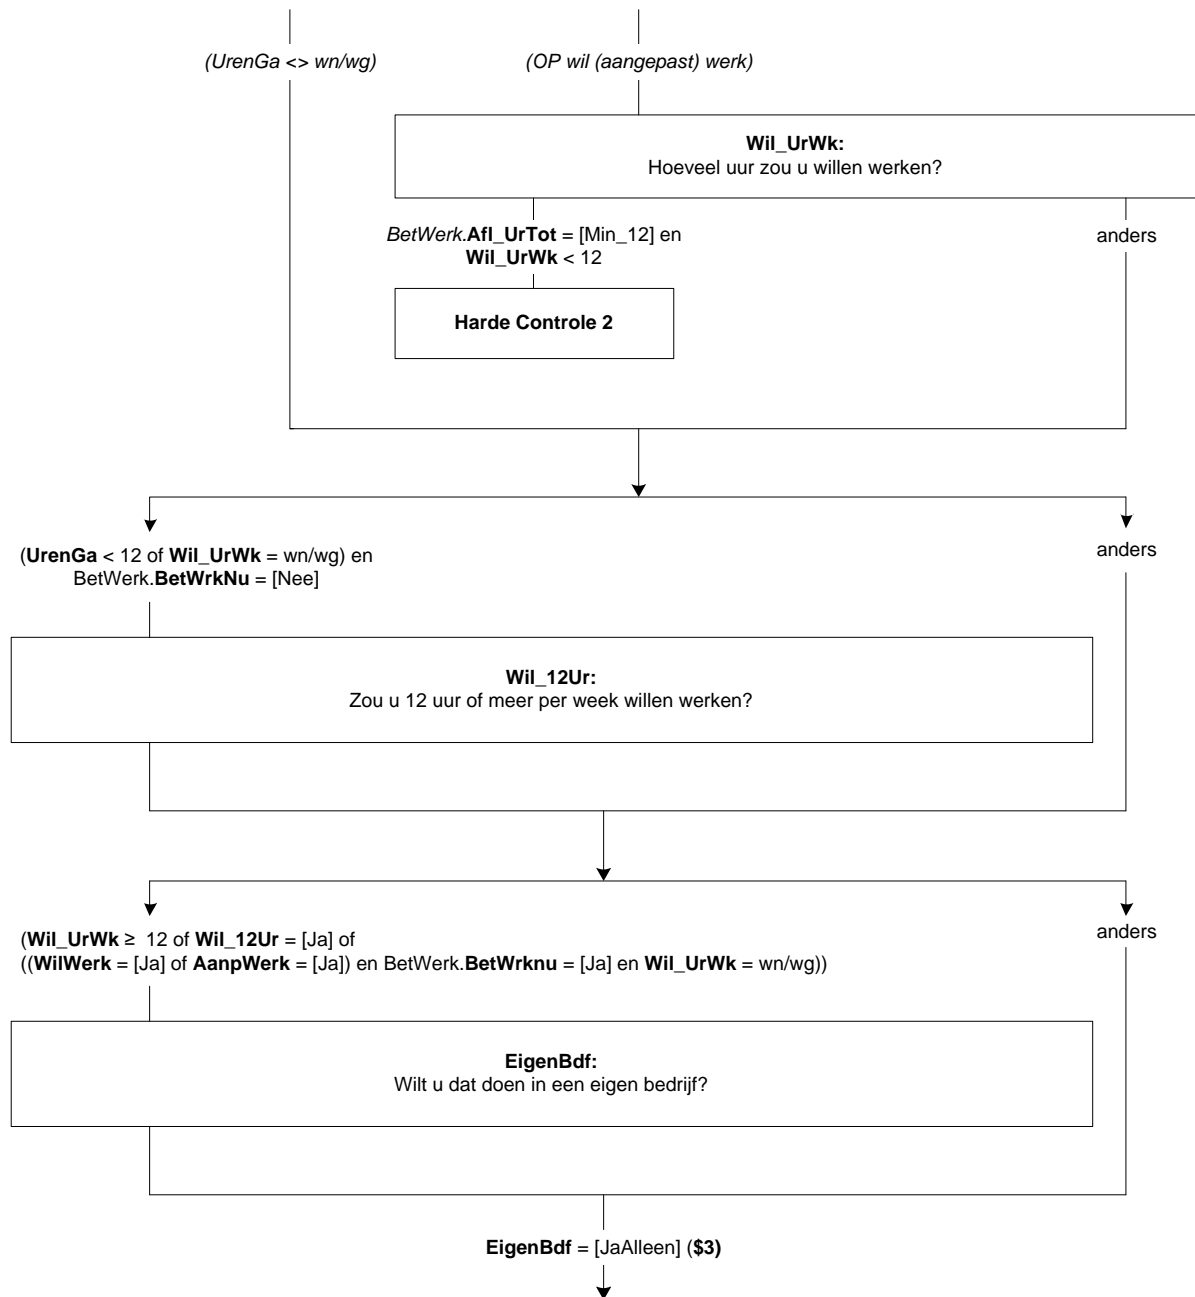 (UrenGa <> wn/wg)
(OP wil (aangepast) werk)
Wil_UrWk:
Hoeveel uur zou u willen werken?
BetWerk.Afl_UrTot = [Min_12] en
Wil_UrWk < 12
anders
Harde Controle 2
(UrenGa < 12 of Wil_UrWk = wn/wg) en
BetWerk.BetWrkNu = [Nee]
anders
Wil_12Ur:
Zou u 12 uur of meer per week willen werken?
(Wil_UrWk ≥ 12 of Wil_12Ur = [Ja] of
((WilWerk = [Ja] of AanpWerk = [Ja]) en BetWerk.BetWrknu = [Ja] en Wil_UrWk = wn/wg))
anders
EigenBdf:
Wilt u dat doen in een eigen bedrijf?
EigenBdf = [JaAlleen] ($3)